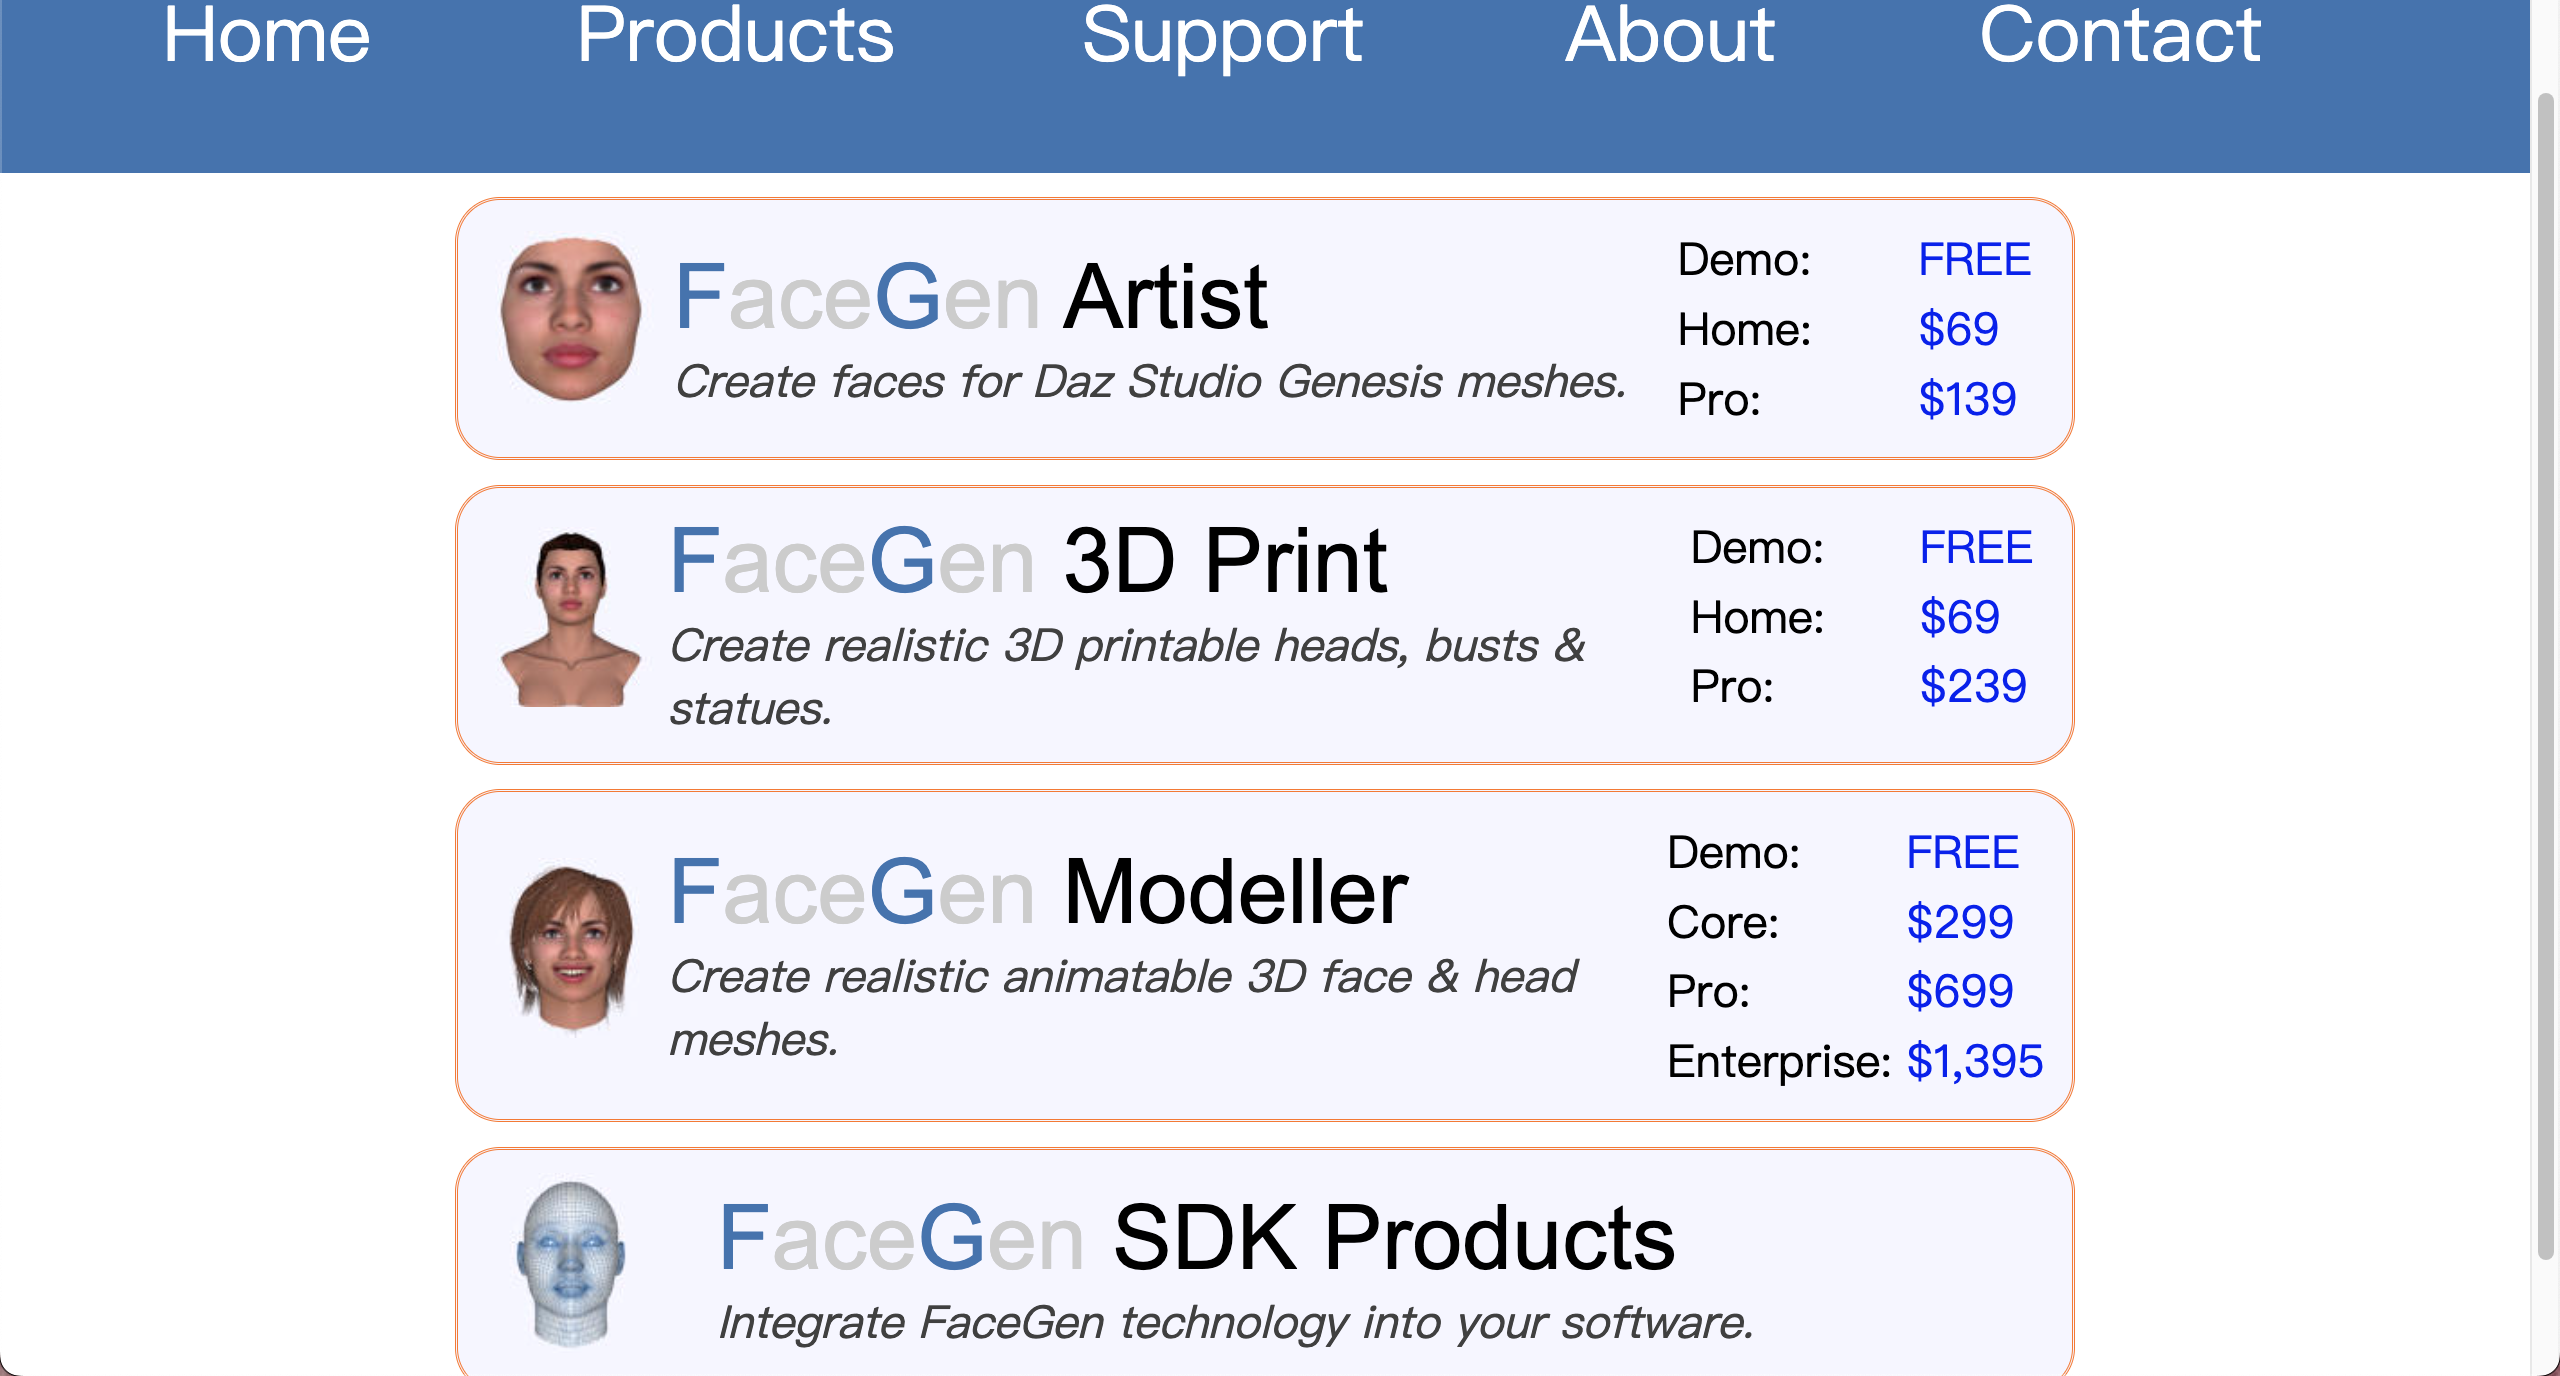 Home Products Support About Contact
FaceGen Artist
Create faces for Daz Studio Genesis meshes.
Demo: FREE
Home: $69
Pro: $139
FaceGen 3D Print
Create realistic 3D printable heads, busts &
statues.
Demo: FREE
Home: $69
Pro: $239
FaceGen Modeller
Create realistic animatable 3D face & head
meshes.
Demo: FREE
Core: $299
Pro: $699
Enterprise: $1,395
FaceGen SDK Products
Integrate FaceGen technology into your software.